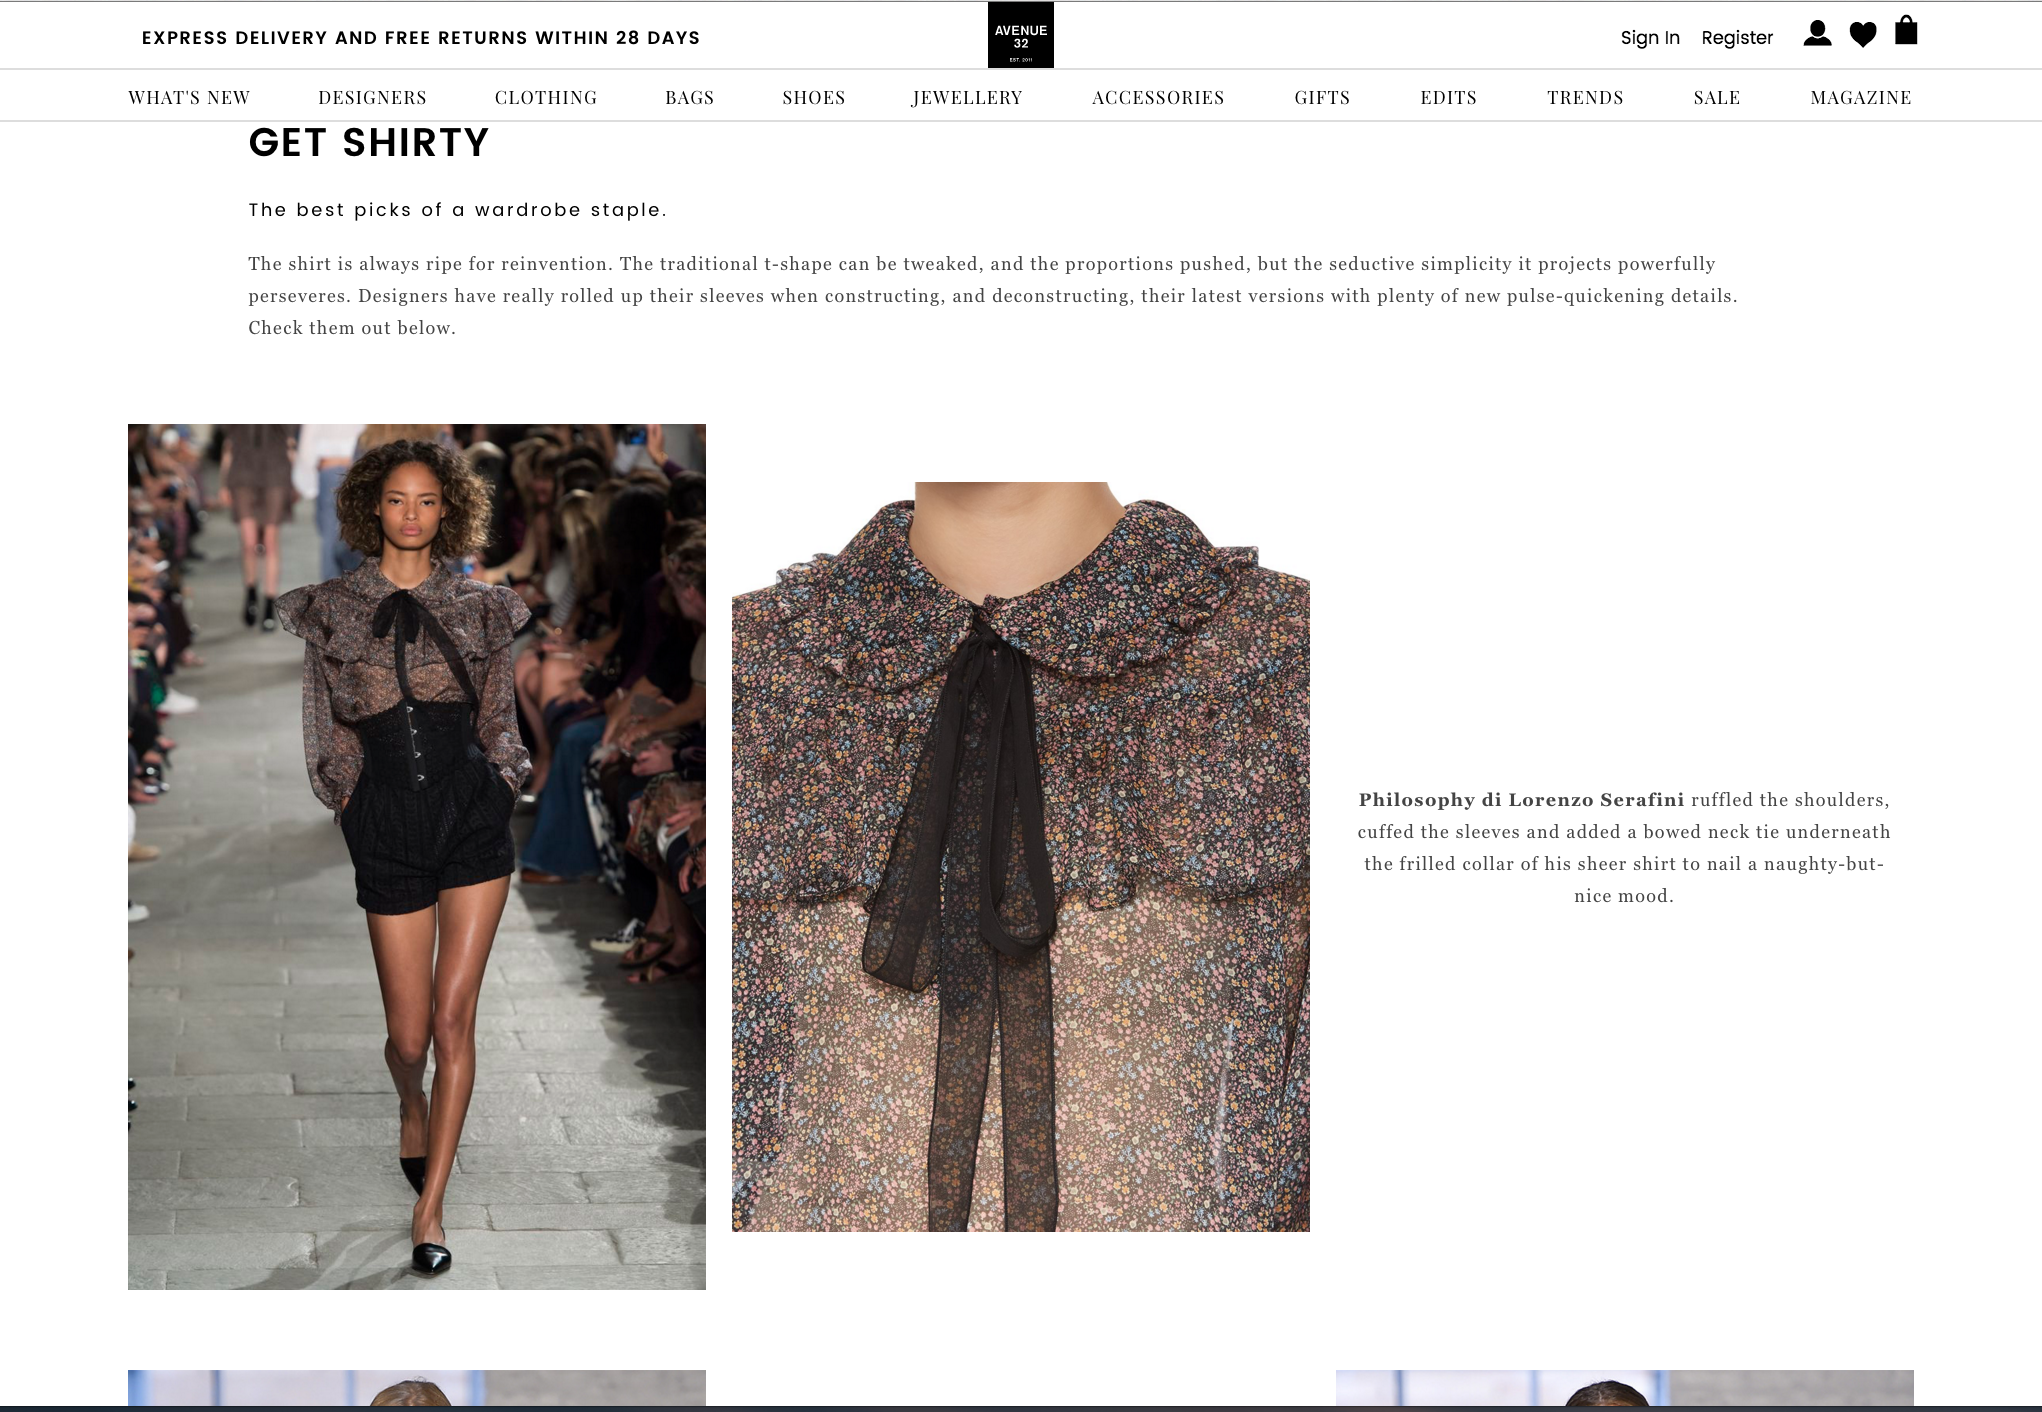 EXPRESS DELIVERY AND FREE RETURNS WITHIN 28 DAYS
AVENUE
32
EST. 2011
Sign In Register
WHAT'S NEW DESIGNERS CLOTHING BAGS SHOES JEWELLERY ACCESSORIES GIFTS EDITS TRENDS SALE MAGAZINE
GET SHIRTY
The best picks of a wardrobe staple.
The shirt is always ripe for reinvention. The traditional t-shape can be tweaked, and the proportions pushed, but the seductive simplicity it projects powerfully
perseveres. Designers have really rolled up their sleeves when constructing, and deconstructing, their latest versions with plenty of new pulse-quickening details.
Check them out below.
Philosophy di Lorenzo Serafini ruffled the shoulders,
cuffed the sleeves and added a bowed neck tie underneath
the frilled collar of his sheer shirt to nail a naughty-but-
nice mood.